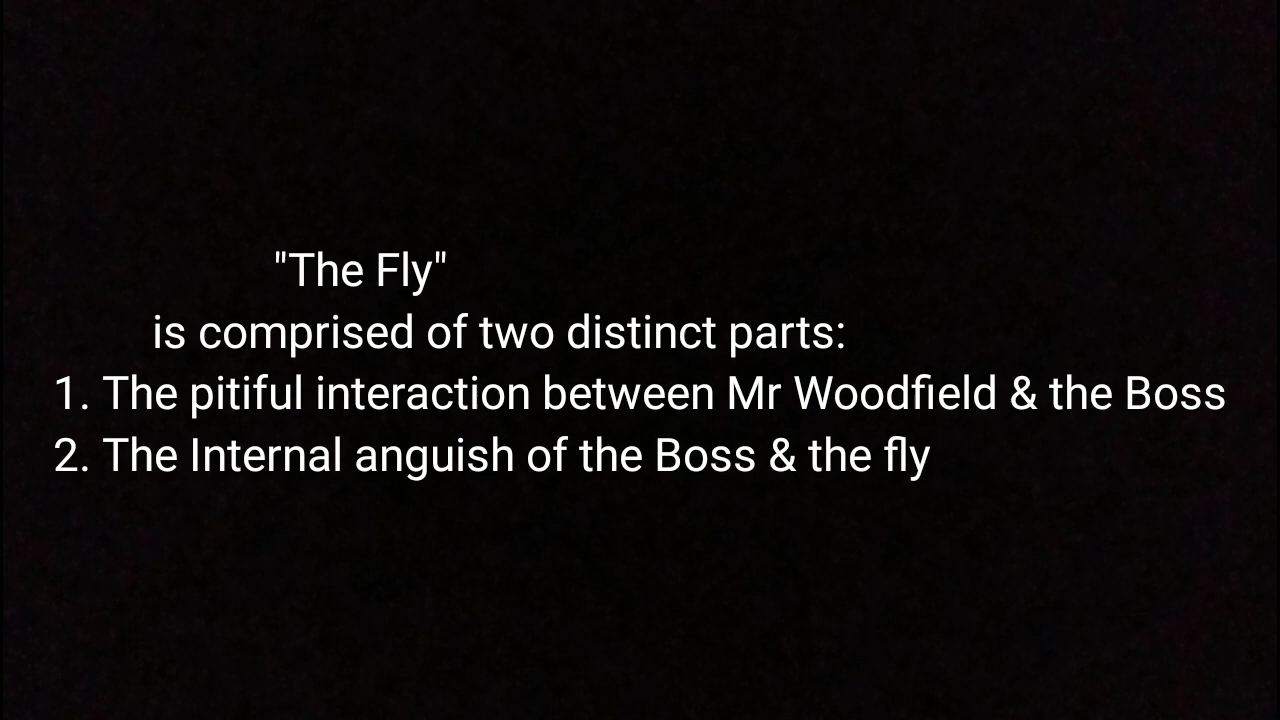 "The Fly"
is comprised of two distinct parts:
1. The pitiful interaction between Mr Woodfield & the Boss
2. The Internal anguish of the Boss & the fly